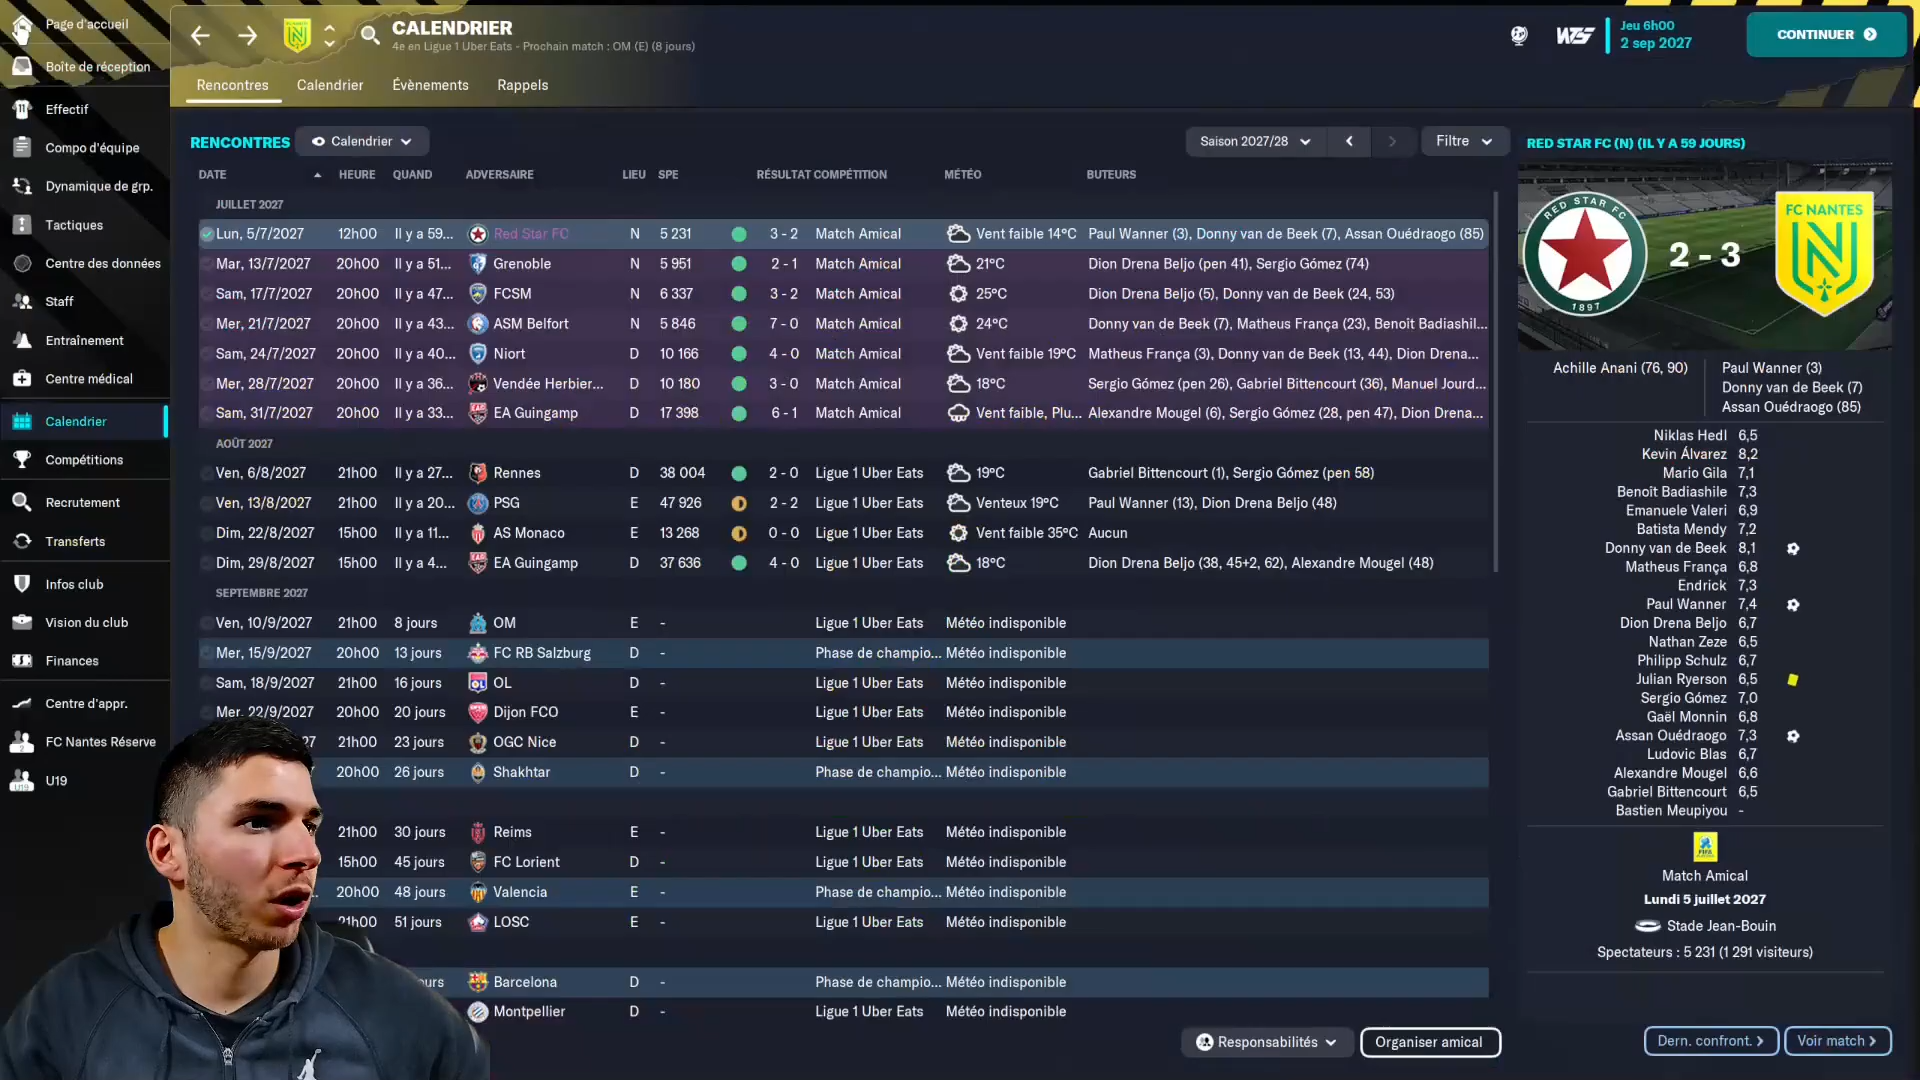 Page d'accueil
Boîte de réception
Effectif
Compo d'équipe
Dynamique de grp.
Tactiques
Centre des données
Staff
Entraînement
Centre médical
Calendrier
Compétitions
Recrutement
Transferts
Infos club
Vision du club
Finances
Centre d'appr.
FC Nantes Réserve
U19
CALENDRIER
4e en Ligue 1 Uber Eats - Prochain match : OM (E) (8 jours)
Jeu 6h00
2 sep 2027
CONTINUER
Rencontres Calendrier Évènements Rappels
RENCONTRES Calendrier Saison 2027/28 Filtre
DATE HEURE QUAND ADVERSAIRE LIEU SPE RÉSULTAT COMPÉTITION MÉTÉO BUTEURS
JUILLET 2027
Lun, 5/7/2027 12h00 Il y a 59... Red Star FC N 5 231 3 - 2 Match Amical Vent faible 14°C Paul Wanner (3), Donny van de Beek (7), Assan Ouédraogo (85)
Mar, 13/7/2027 20h00 Il y a 51... Grenoble N 5 951 2 - 1 Match Amical 21°C Dion Drena Beljo (pen 41), Sergio Gómez (74)
Sam, 17/7/2027 20h00 Il y a 47... FCSM N 6 337 3 - 2 Match Amical 25°C Dion Drena Beljo (5), Donny van de Beek (24, 53)
Mer, 21/7/2027 20h00 Il y a 43... ASM Belfort N 5 846 7 - 0 Match Amical 24°C Donny van de Beek (7), Matheus França (23), Benoît Badiashil...
Sam, 24/7/2027 20h00 Il y a 40... Niort D 10 166 4 - 0 Match Amical Vent faible 19°C Matheus França (3), Donny van de Beek (13, 44), Dion Drena...
Mer, 28/7/2027 20h00 Il y a 36... Vendée Herbier... D 10 180 3 - 0 Match Amical 18°C Sergio Gómez (pen 26), Gabriel Bittencourt (36), Manuel Jourd...
Sam, 31/7/2027 20h00 Il y a 33... EA Guingamp D 17 398 6 - 1 Match Amical Vent faible, Plu... Alexandre Mougel (6), Sergio Gómez (28, pen 47), Dion Drena...
AOÛT 2027
Ven, 6/8/2027 21h00 Il y a 27... Rennes D 38 004 2 - 0 Ligue 1 Uber Eats 19°C Gabriel Bittencourt (1), Sergio Gómez (pen 58)
Ven, 13/8/2027 21h00 Il y a 20... PSG E 47 926 2 - 2 Ligue 1 Uber Eats Venteux 19°C Paul Wanner (13), Dion Drena Beljo (48)
Dim, 22/8/2027 15h00 Il y a 11... AS Monaco E 13 268 0 - 0 Ligue 1 Uber Eats Vent faible 35°C Aucun
Dim, 29/8/2027 15h00 Il y a 4... EA Guingamp D 37 636 4 - 0 Ligue 1 Uber Eats 18°C Dion Drena Beljo (38, 45+2, 62), Alexandre Mougel (48)
SEPTEMBRE 2027
Ven, 10/9/2027 21h00 8 jours OM E - Ligue 1 Uber Eats Météo indisponible
Mer, 15/9/2027 20h00 13 jours FC RB Salzburg D - Phase de champio... Météo indisponible
Sam, 18/9/2027 21h00 16 jours OL D - Ligue 1 Uber Eats Météo indisponible
Mer, 22/9/2027 20h00 20 jours Dijon FCO E - Ligue 1 Uber Eats Météo indisponible
21h00 23 jours OGC Nice D - Ligue 1 Uber Eats Météo indisponible
20h00 26 jours Shakhtar D - Phase de champio... Météo indisponible
21h00 30 jours Reims E - Ligue 1 Uber Eats Météo indisponible
15h00 45 jours FC Lorient D - Ligue 1 Uber Eats Météo indisponible
20h00 48 jours Valencia E - Phase de champio... Météo indisponible
21h00 51 jours LOSC E - Ligue 1 Uber Eats Météo indisponible
Barcelona D - Phase de champio... Météo indisponible
Montpellier D - Ligue 1 Uber Eats Météo indisponible
Responsabilités Organiser amical
RED STAR FC (N) (IL Y A 59 JOURS)
RED STAR FC
1897
2 - 3
FC NANTES
Achille Anani (76, 90) Paul Wanner (3)
Donny van de Beek (7)
Assan Ouédraogo (85)
Niklas Hedl 6,5
Kevin Álvarez 8,2
Mario Gila 7,1
Benoît Badiashile 7,3
Emanuele Valeri 6,9
Batista Mendy 7,2
Donny van de Beek 8,1
Matheus França 6,8
Endrick 7,3
Paul Wanner 7,4
Dion Drena Beljo 6,7
Nathan Zeze 6,5
Philipp Schulz 6,7
Julian Ryerson 6,5
Sergio Gómez 7,0
Gaël Monnin 6,8
Assan Ouédraogo 7,3
Ludovic Blas 6,7
Alexandre Mougel 6,6
Gabriel Bittencourt 6,5
Bastien Meupiyou -
Match Amical
Lundi 5 juillet 2027
Stade Jean-Bouin
Spectateurs : 5 231 (1 291 visiteurs)
Dern. confront. Voir match